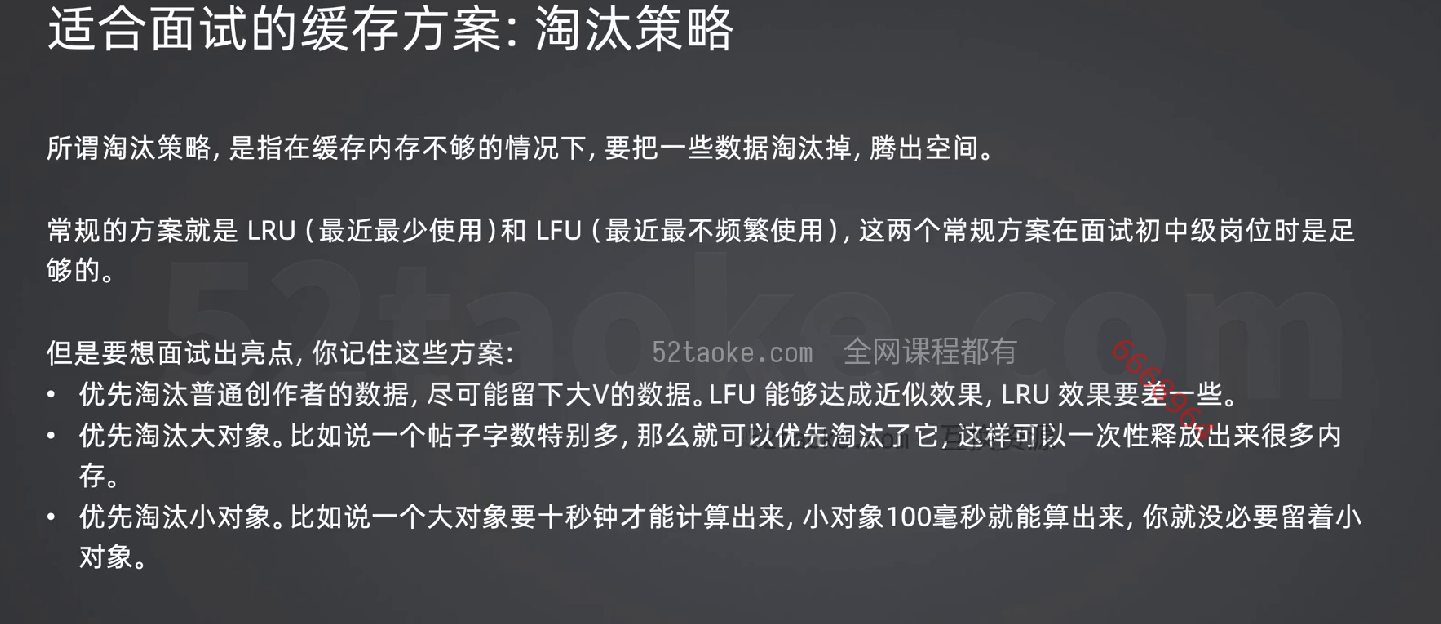 适合面试的缓存方案：淘汰策略
所谓淘汰策略，是指在缓存内存不够的情况下，要把一些数据淘汰掉，腾出空间。
常规的方案就是 LRU（最近最少使用）和 LFU（最近最不频繁使用），这两个常规方案在面试初中级岗位时是足
够的。
52taoke.com
但是要想面试出亮点，你记住这些方案：
52taoke.com 全网课程都有
• 优先淘汰普通创作者的数据，尽可能留下大V的数据。LFU 能够达成近似效果，LRU 效果要差一些。
• 优先淘汰大对象。比如说一个帖子字数特别多，那么就可以优先淘汰了它，这样可以一次性释放出来很多内
存。
• 优先淘汰小对象。比如说一个大对象要十秒钟才能计算出来，小对象100毫秒就能算出来，你就没必要留着小
对象。